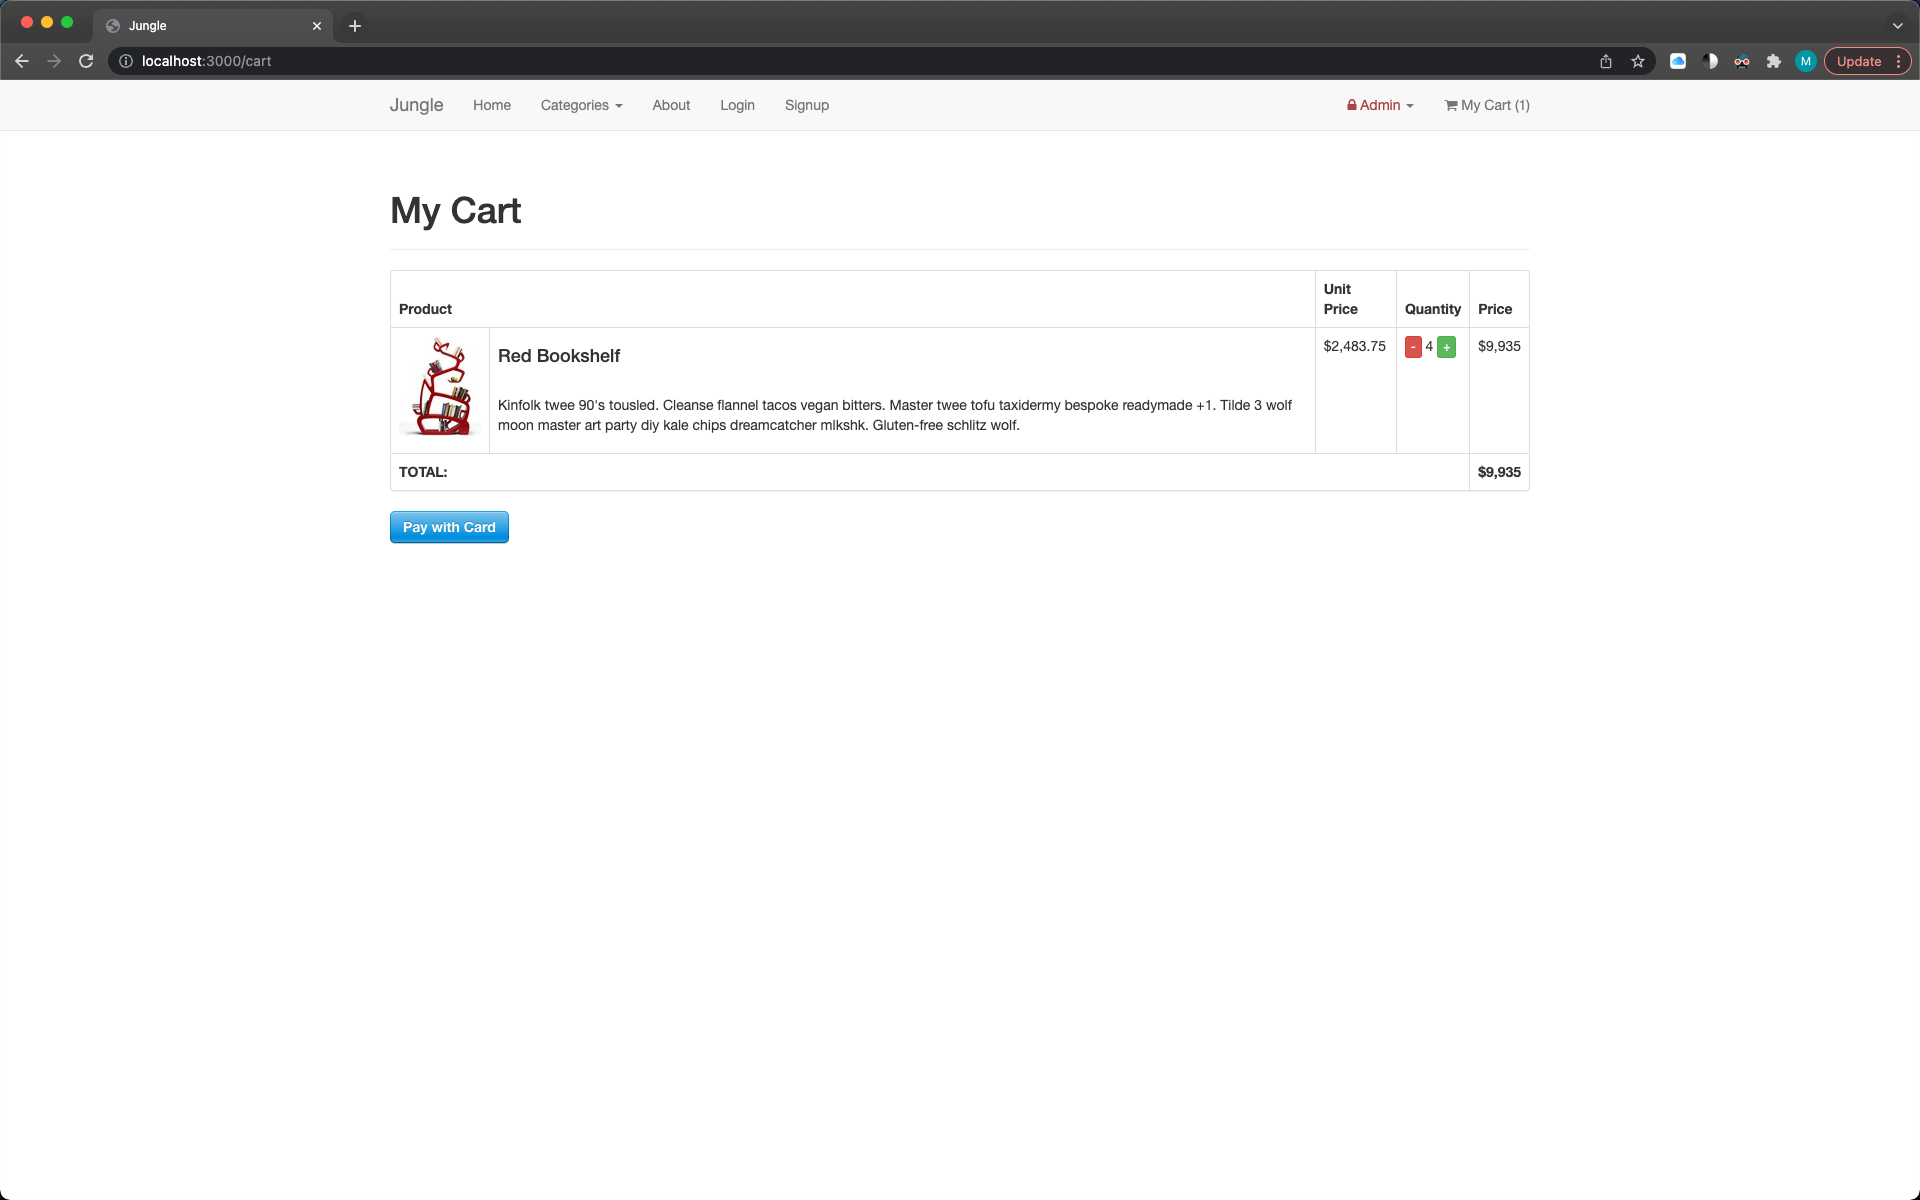 Jungle
localhost:3000/cart
M
Update
Jungle Home Categories About Login Signup Admin My Cart (1)
My Cart
Product Unit Price Quantity Price
Red Bookshelf $2,483.75 - 4 + $9,935
Kinfolk twee 90's tousled. Cleanse flannel tacos vegan bitters. Master twee tofu taxidermy bespoke readymade +1. Tilde 3 wolf
moon master art party diy kale chips dreamcatcher mlkshk. Gluten-free schlitz wolf.
TOTAL: $9,935
Pay with Card